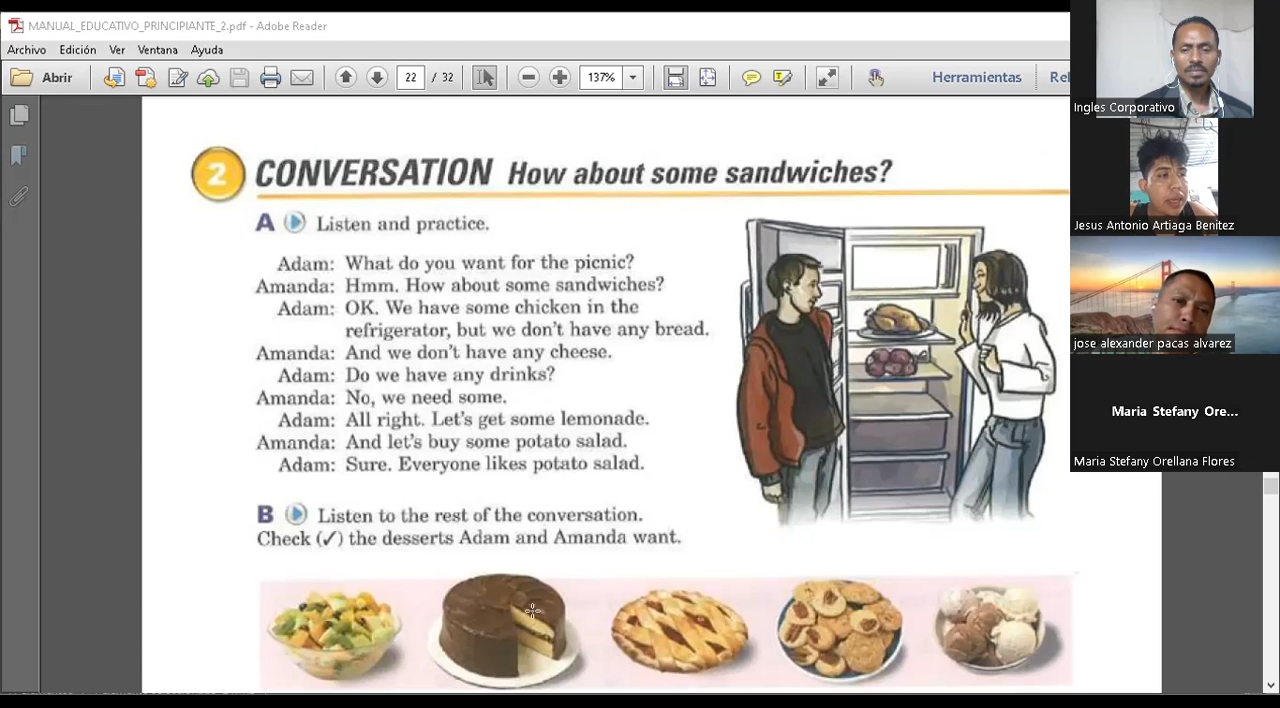 MANUAL_EDUCATIVO_PRINCIPIANTE_2.pdf - Adobe Reader
Archivo Edición Ver Ventana Ayuda
Abrir 22 / 32 137% Herramientas Rel
2 CONVERSATION How about some sandwiches?
A Listen and practice.
Adam: What do you want for the picnic?
Amanda: Hmm. How about some sandwiches?
Adam: OK. We have some chicken in the
refrigerator, but we don't have any bread.
Amanda: And we don't have any cheese.
Adam: Do we have any drinks?
Amanda: No, we need some.
Adam: All right. Let's get some lemonade.
Amanda: And let's buy some potato salad.
Adam: Sure. Everyone likes potato salad.
B Listen to the rest of the conversation.
Check (✓) the desserts Adam and Amanda want.
Ingles Corporativo
Jesus Antonio Artiaga Benitez
jose alexander pacas alvarez
Maria Stefany Ore...
Maria Stefany Orellana Flores